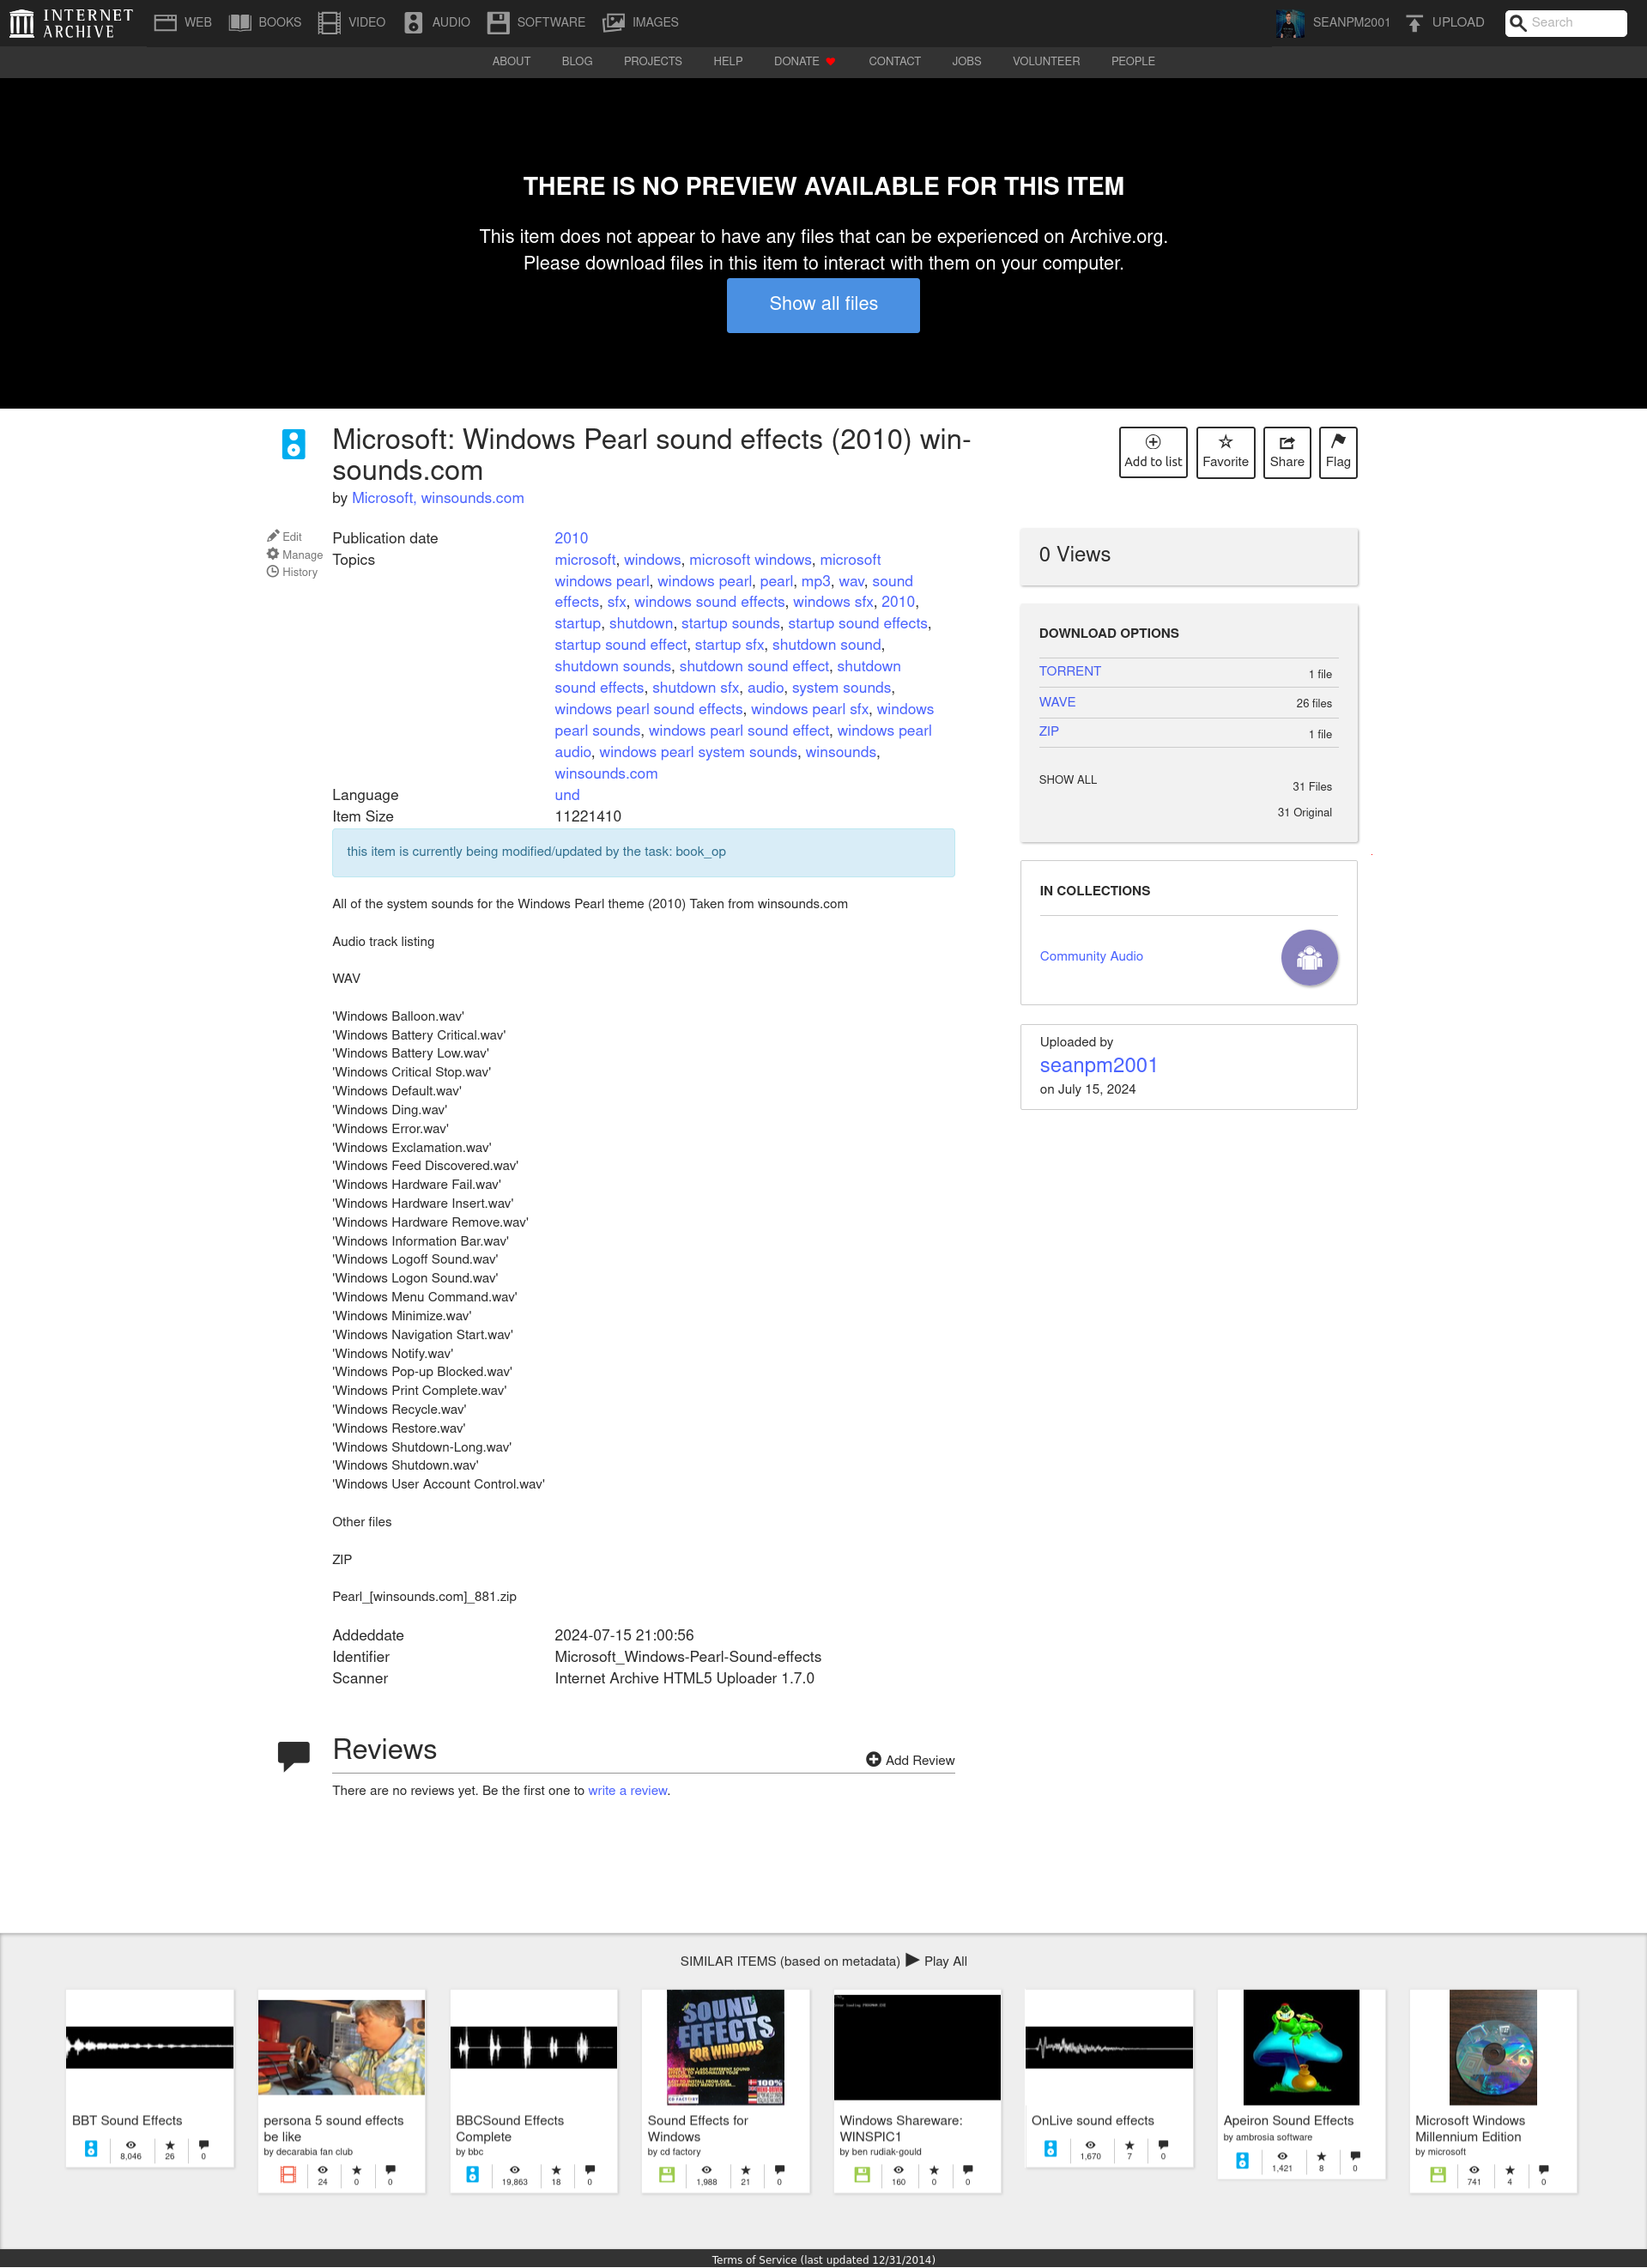 INTERNET
ARCHIVE
WEB
BOOKS
VIDEO
AUDIO
SOFTWARE
IMAGES
SEANPM2001
UPLOAD
Search
ABOUT
BLOG
PROJECTS
HELP
DONATE
CONTACT
JOBS
VOLUNTEER
PEOPLE
THERE IS NO PREVIEW AVAILABLE FOR THIS ITEM
This item does not appear to have any files that can be experienced on Archive.org.
Please download files in this item to interact with them on your computer.
Show all files
Microsoft: Windows Pearl sound effects (2010) win-
sounds.com
by Microsoft, winsounds.com
Add to list
Favorite
Share
Flag
Edit
Manage
History
Publication date 2010
Topics microsoft, windows, microsoft windows, microsoft
windows pearl, windows pearl, pearl, mp3, wav, sound
effects, sfx, windows sound effects, windows sfx, 2010,
startup, shutdown, startup sounds, startup sound effects,
startup sound effect, startup sfx, shutdown sound,
shutdown sounds, shutdown sound effect, shutdown
sound effects, shutdown sfx, audio, system sounds,
windows pearl sound effects, windows pearl sfx, windows
pearl sounds, windows pearl sound effect, windows pearl
audio, windows pearl system sounds, winsounds,
winsounds.com
Language und
Item Size 11221410
this item is currently being modified/updated by the task: book_op
All of the system sounds for the Windows Pearl theme (2010) Taken from winsounds.com
Audio track listing
WAV
'Windows Balloon.wav'
'Windows Battery Critical.wav'
'Windows Battery Low.wav'
'Windows Critical Stop.wav'
'Windows Default.wav'
'Windows Ding.wav'
'Windows Error.wav'
'Windows Exclamation.wav'
'Windows Feed Discovered.wav'
'Windows Hardware Fail.wav'
'Windows Hardware Insert.wav'
'Windows Hardware Remove.wav'
'Windows Information Bar.wav'
'Windows Logoff Sound.wav'
'Windows Logon Sound.wav'
'Windows Menu Command.wav'
'Windows Minimize.wav'
'Windows Navigation Start.wav'
'Windows Notify.wav'
'Windows Pop-up Blocked.wav'
'Windows Print Complete.wav'
'Windows Recycle.wav'
'Windows Restore.wav'
'Windows Shutdown-Long.wav'
'Windows Shutdown.wav'
'Windows User Account Control.wav'
Other files
ZIP
Pearl_[winsounds.com]_881.zip
Addeddate 2024-07-15 21:00:56
Identifier Microsoft_Windows-Pearl-Sound-effects
Scanner Internet Archive HTML5 Uploader 1.7.0
0 Views
DOWNLOAD OPTIONS
TORRENT 1 file
WAVE 26 files
ZIP 1 file
SHOW ALL 31 Files
31 Original
IN COLLECTIONS
Community Audio
Uploaded by
seanpm2001
on July 15, 2024
Reviews
Add Review
There are no reviews yet. Be the first one to write a review.
SIMILAR ITEMS (based on metadata) Play All
BBT Sound Effects
8,046 26 0
persona 5 sound effects
be like
by decarabia fan club
24 0 0
BBCSound Effects
Complete
by bbc
19,863 18 0
SOUND
EFFECTS
FOR WINDOWS
100%
Sound Effects for
Windows
by cd factory
1,988 21 0
Windows Shareware:
WINSPIC1
by ben rudiak-gould
160 0 0
OnLive sound effects
1,670 7 0
Apeiron Sound Effects
by ambrosia software
1,421 8 0
Microsoft Windows
Millennium Edition
by microsoft
741 4 0
Terms of Service (last updated 12/31/2014)